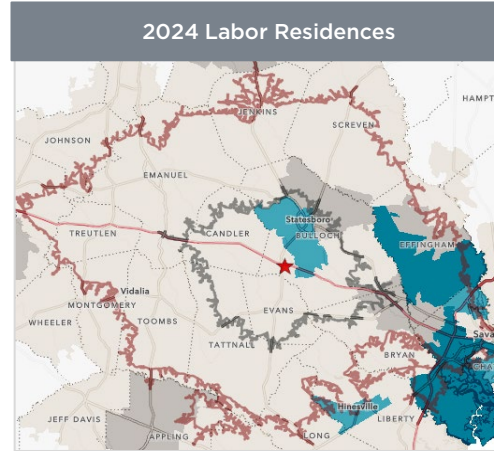 2024 Labor Residences
HAMPT
JENKINS
SCREVEN
JOHNSON
EMANUEL
Statesboro
TREUTLEN
CANDLER
BULLOCH
EFFINGHAM
Vidalia
MONTGOMERY
EVANS
WHEELER
TOOMBS
Sava
CHA
TATTNALL
BRYAN
Hinesville
JEFF DAVIS
LIBERTY
APPLING
LONG